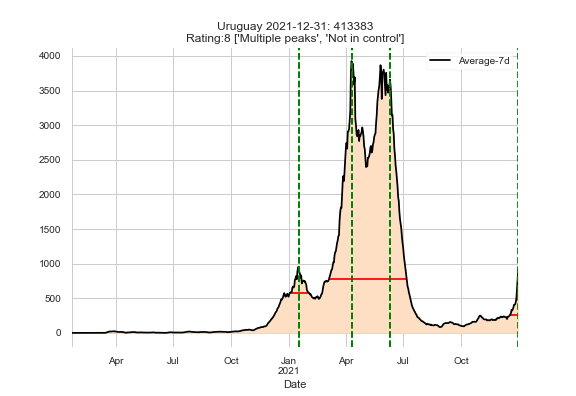 Uruguay 2021-12-31: 413383
Rating:8 ['Multiple peaks', 'Not in control']
Average-7d
4000
3500
3000
2500
2000
1500
1000
500
0
Apr Jul Oct Jan Apr Jul Oct
2021
Date